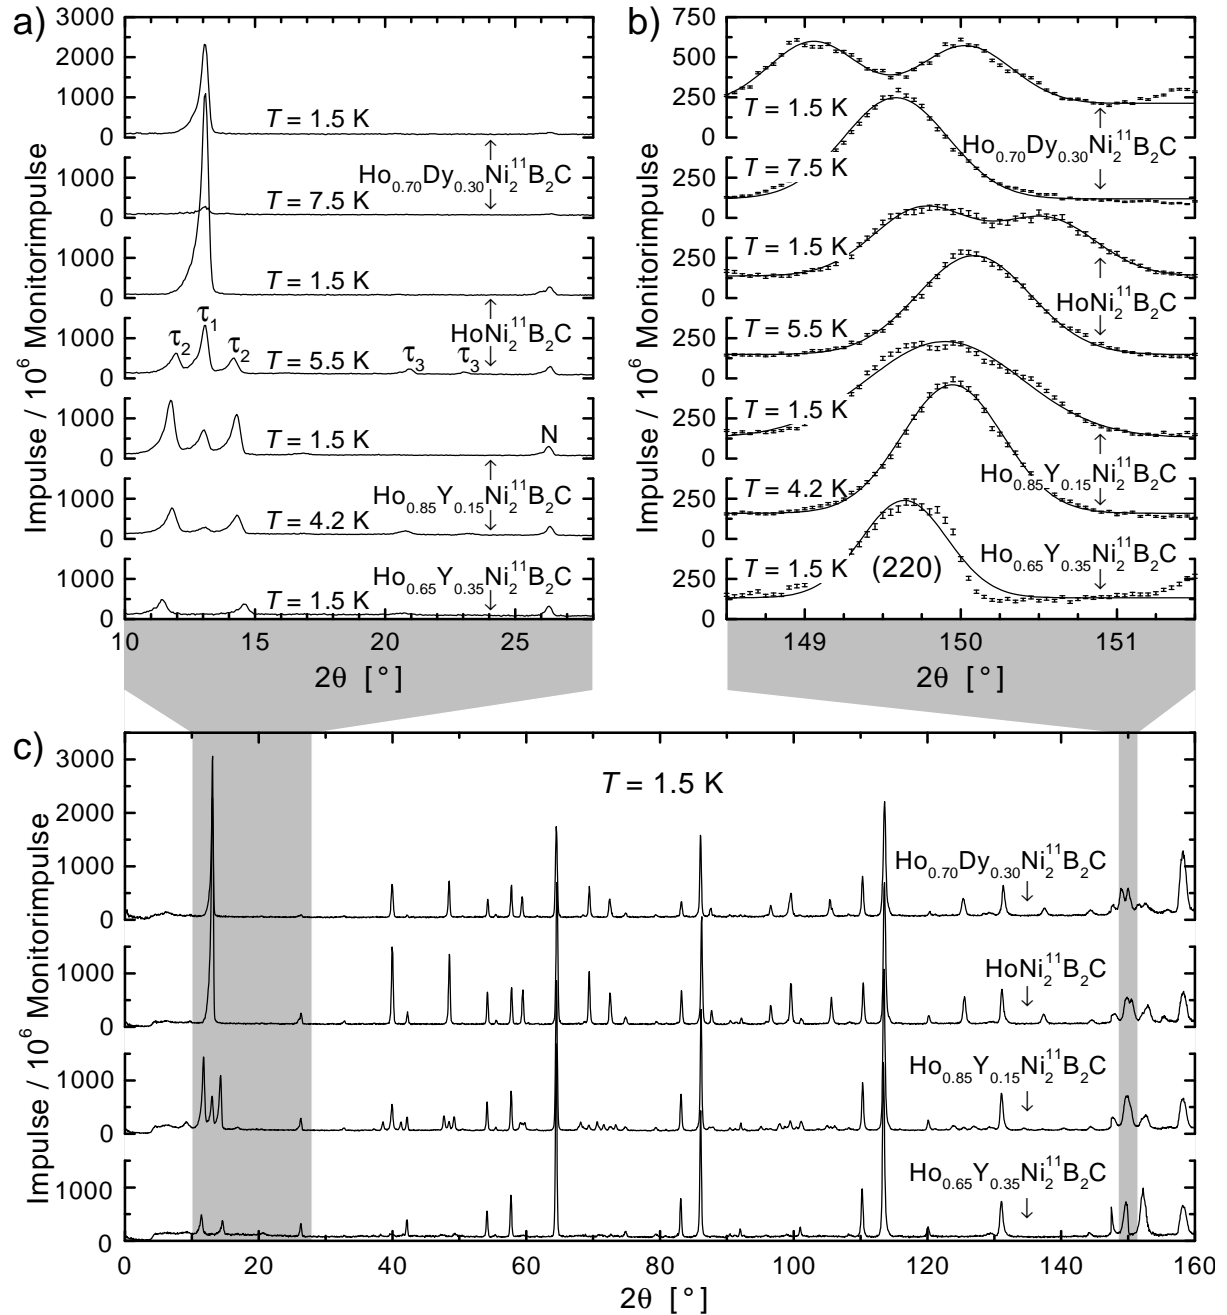 a)
Impulse / 10⁶ Monitorimpulse
3000
2000
1000
0
T = 1.5 K
Ho₀.₇₀Dy₀.₃₀Ni₂¹¹B₂C
1000
0
T = 7.5 K
1000
0
T = 1.5 K
HoNi₂¹¹B₂C
1000
0
τ₂ τ₁ τ₂ τ₃ τ₃
T = 5.5 K
1000
0
T = 1.5 K
N
Ho₀.₈₅Y₀.₁₅Ni₂¹¹B₂C
1000
0
T = 4.2 K
Ho₀.₆₅Y₀.₃₅Ni₂¹¹B₂C
1000
0
T = 1.5 K
10 15 20 25
2θ [°]
b)
Impulse / 10⁶ Monitorimpulse
750
500
250
0
T = 1.5 K
Ho₀.₇₀Dy₀.₃₀Ni₂¹¹B₂C
250
0
T = 7.5 K
250
0
T = 1.5 K
HoNi₂¹¹B₂C
250
0
T = 5.5 K
250
0
T = 1.5 K
Ho₀.₈₅Y₀.₁₅Ni₂¹¹B₂C
250
0
T = 4.2 K
Ho₀.₆₅Y₀.₃₅Ni₂¹¹B₂C
250
0
T = 1.5 K
(220)
149 150 151
2θ [°]
c)
Impulse / 10⁶ Monitorimpulse
T = 1.5 K
3000
2000
1000
0
Ho₀.₇₀Dy₀.₃₀Ni₂¹¹B₂C
1000
0
HoNi₂¹¹B₂C
1000
0
Ho₀.₈₅Y₀.₁₅Ni₂¹¹B₂C
1000
0
Ho₀.₆₅Y₀.₃₅Ni₂¹¹B₂C
0 20 40 60 80 100 120 140 160
2θ [°]